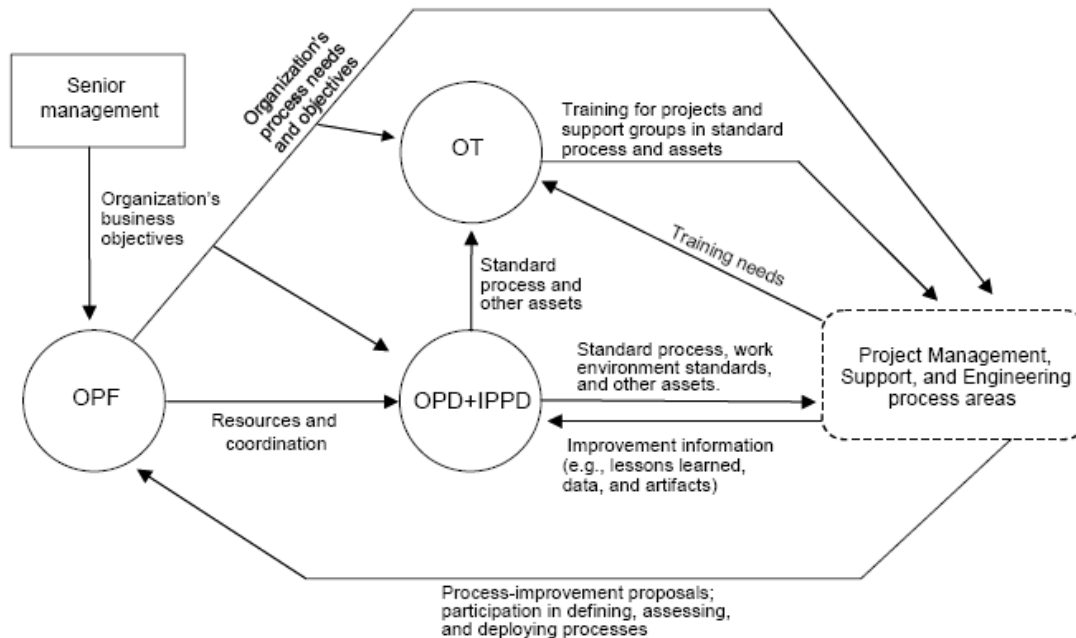 Senior
management
Organization's
process needs
and objectives
OT
Training for projects and
support groups in standard
process and assets
Organization's
business
objectives
Training needs
Standard
process and
other assets
OPF
Resources and
coordination
OPD+IPPD
Standard process, work
environment standards,
and other assets.
Project Management,
Support, and Engineering
process areas
Improvement information
(e.g., lessons learned,
data, and artifacts)
Process-improvement proposals;
participation in defining, assessing,
and deploying processes